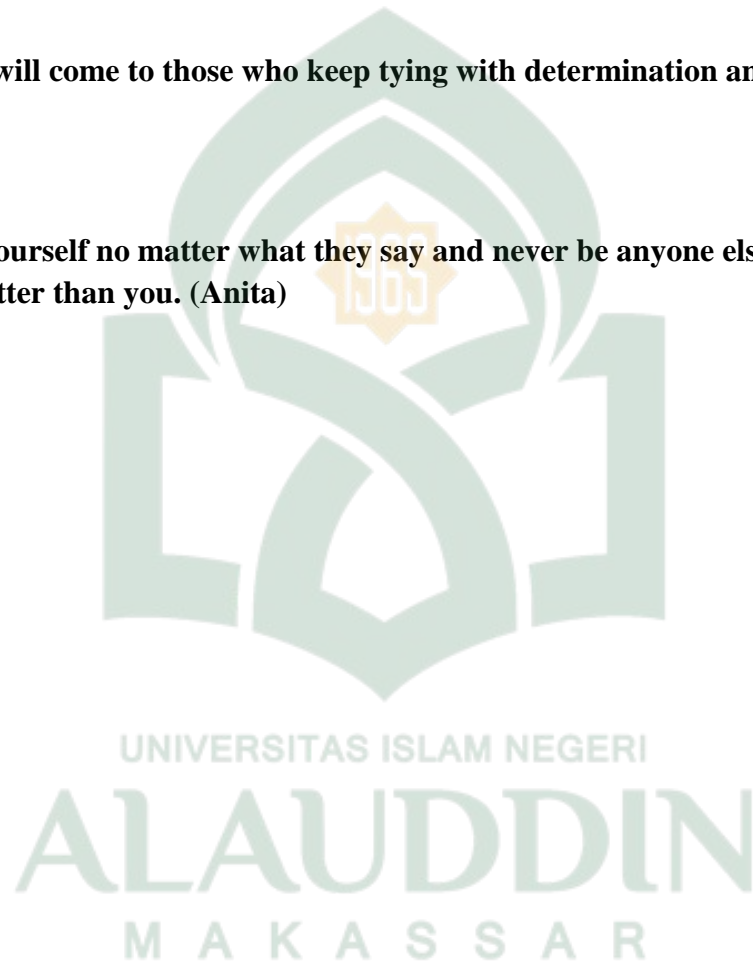 will come to those who keep tying with determination an
ourself no matter what they say and never be anyone els
tter than you. (Anita)
1965
UNIVERSITAS ISLAM NEGERI
ALAUDDIN
MAKASSAR